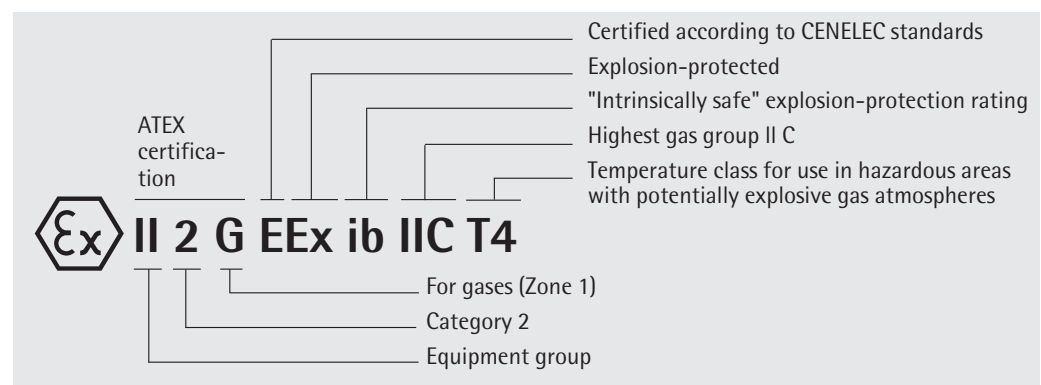 Certified according to CENELEC standards
Explosion-protected
"Intrinsically safe" explosion-protection rating
Highest gas group II C
Temperature class for use in hazardous areas
with potentially explosive gas atmospheres
ATEX
certifica-
tion
Ex II 2 G EEx ib IIC T4
For gases (Zone 1)
Category 2
Equipment group